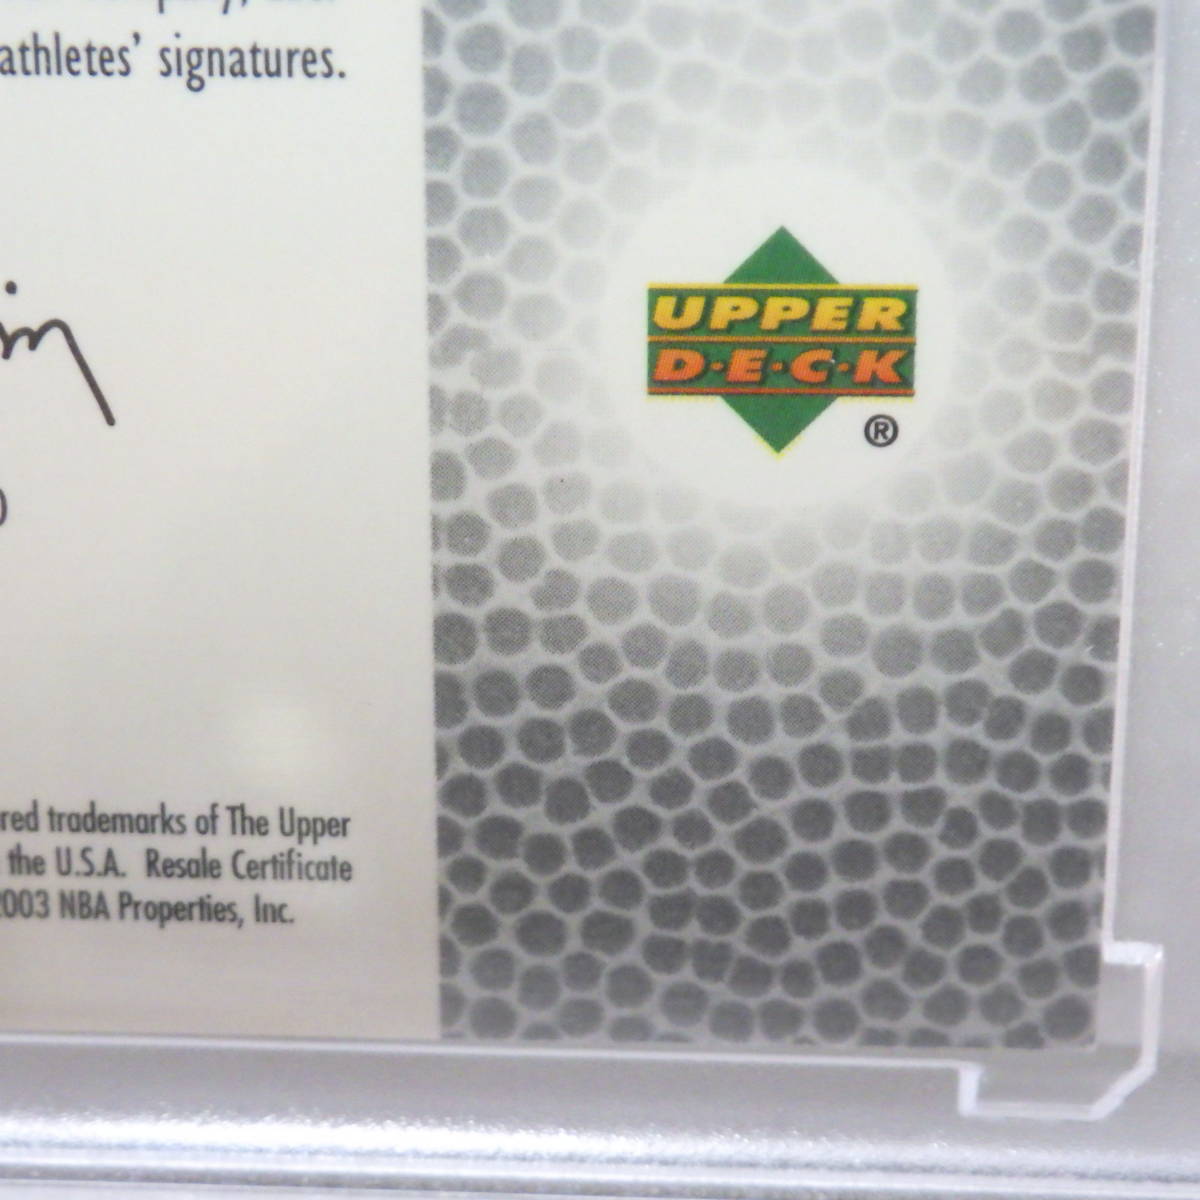 athletes' signatures.
red trademarks of The Upper
the U.S.A. Resale Certificate
2003 NBA Properties, Inc.
UPPER
D·E·C·K
®